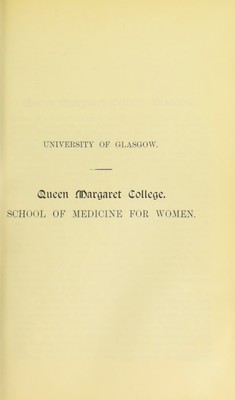 UNIVERSITY OF GLASGOW.
Queen Margaret College.
SCHOOL OF MEDICINE FOR WOMEN.